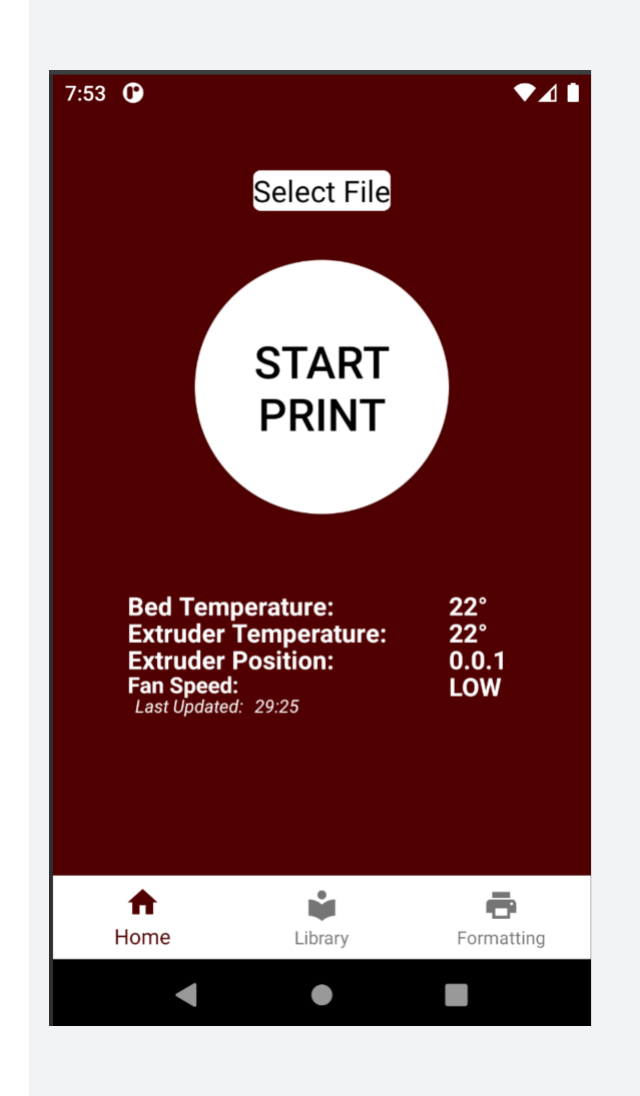 7:53
Select File
START
PRINT
Bed Temperature: 22°
Extruder Temperature: 22°
Extruder Position: 0.0.1
Fan Speed: LOW
Last Updated: 29:25
Home Library Formatting